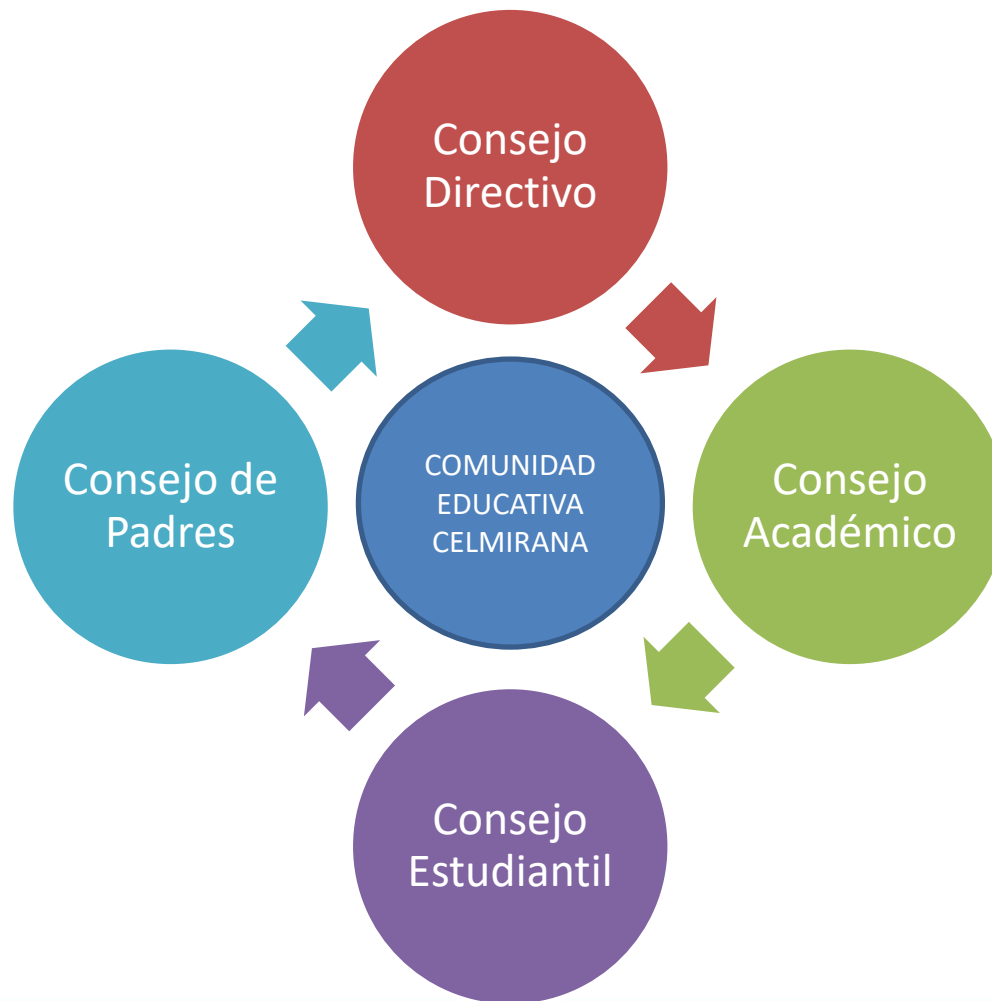 Consejo
Directivo
Consejo de
Padres
COMUNIDAD
EDUCATIVA
CELMIRANA
Consejo
Académico
Consejo
Estudiantil